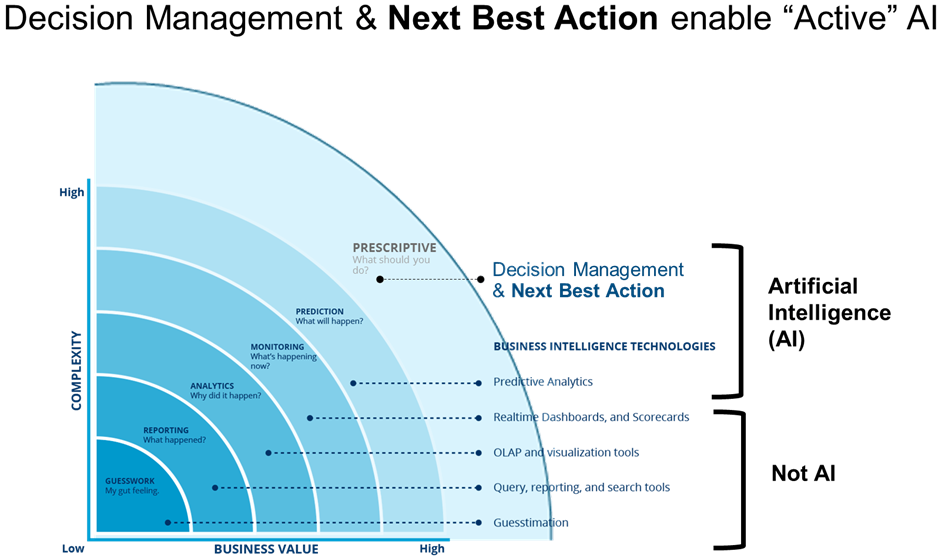 Decision Management & Next Best Action enable “Active” AI
High
PRESCRIPTIVE
What should you
do?
Decision Management
& Next Best Action
Artificial
Intelligence
(AI)
PREDICTION
What will happen?
BUSINESS INTELLIGENCE TECHNOLOGIES
MONITORING
What's happening
now?
Predictive Analytics
ANALYTICS
Why did it happen?
Realtime Dashboards, and Scorecards
COMPLEXITY
REPORTING
What happened?
OLAP and visualization tools
Not AI
GUESSWORK
My gut feeling.
Query, reporting, and search tools
Guesstimation
Low
BUSINESS VALUE
High